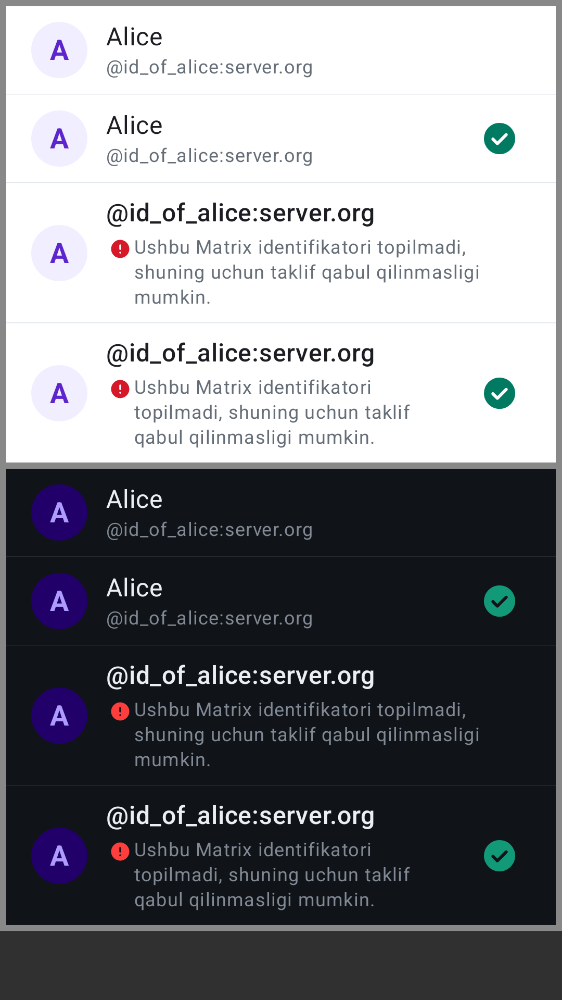 A
Alice
@id_of_alice:server.org
A
Alice
@id_of_alice:server.org
A
@id_of_alice:server.org
Ushbu Matrix identifikatori topilmadi,
shuning uchun taklif qabul qilinmasligi
mumkin.
A
@id_of_alice:server.org
Ushbu Matrix identifikatori
topilmadi, shuning uchun taklif
qabul qilinmasligi mumkin.
A
Alice
@id_of_alice:server.org
A
Alice
@id_of_alice:server.org
A
@id_of_alice:server.org
Ushbu Matrix identifikatori topilmadi,
shuning uchun taklif qabul qilinmasligi
mumkin.
A
@id_of_alice:server.org
Ushbu Matrix identifikatori
topilmadi, shuning uchun taklif
qabul qilinmasligi mumkin.